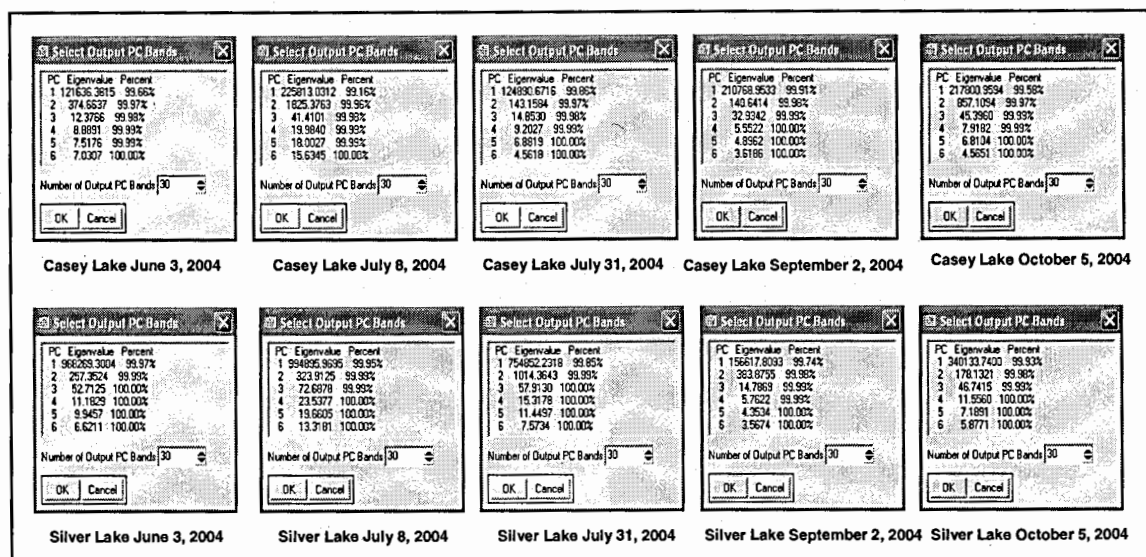 Select Output PC Bands
PC Eigenvalue Percent
1 121636.3815 99.66%
2 374.6637 99.97%
3 12.3766 99.98%
4 8.8891 99.99%
5 7.5176 99.99%
6 7.0307 100.00%
Number of Output PC Bands 30
OK Cancel
Casey Lake June 3, 2004
Select Output PC Bands
PC Eigenvalue Percent
1 225813.0312 99.16%
2 1825.3763 99.96%
3 41.4101 99.98%
4 19.9840 99.99%
5 18.0027 99.99%
6 15.6345 100.00%
Number of Output PC Bands 30
OK Cancel
Casey Lake July 8, 2004
Select Output PC Bands
PC Eigenvalue Percent
1 124890.6716 99.86%
2 143.1584 99.97%
3 14.8530 99.98%
4 9.2027 99.99%
5 6.8819 100.00%
6 4.5618 100.00%
Number of Output PC Bands 30
OK Cancel
Casey Lake July 31, 2004
Select Output PC Bands
PC Eigenvalue Percent
1 210768.9533 99.91%
2 140.6414 99.98%
3 32.9342 99.99%
4 5.5522 100.00%
5 4.8962 100.00%
6 3.6186 100.00%
Number of Output PC Bands 30
OK Cancel
Casey Lake September 2, 2004
Select Output PC Bands
PC Eigenvalue Percent
1 217800.9594 99.58%
2 857.1094 99.97%
3 45.3960 99.99%
4 7.9182 99.99%
5 6.8104 100.00%
6 4.5651 100.00%
Number of Output PC Bands 30
OK Cancel
Casey Lake October 5, 2004
Select Output PC Bands
PC Eigenvalue Percent
1 968269.3004 99.97%
2 257.3524 99.99%
3 52.7125 100.00%
4 11.1829 100.00%
5 9.9457 100.00%
6 6.6211 100.00%
Number of Output PC Bands 30
OK Cancel
Silver Lake June 3, 2004
Select Output PC Bands
PC Eigenvalue Percent
1 994895.9695 99.95%
2 323.9125 99.99%
3 72.6978 99.99%
4 23.5377 100.00%
5 19.6605 100.00%
6 13.3181 100.00%
Number of Output PC Bands 30
OK Cancel
Silver Lake July 8, 2004
Select Output PC Bands
PC Eigenvalue Percent
1 754852.2318 99.85%
2 1014.3643 99.99%
3 57.9130 100.00%
4 15.3178 100.00%
5 11.4497 100.00%
6 7.5734 100.00%
Number of Output PC Bands 30
OK Cancel
Silver Lake July 31, 2004
Select Output PC Bands
PC Eigenvalue Percent
1 156617.8093 99.74%
2 383.8755 99.98%
3 14.7869 99.99%
4 5.7622 99.99%
5 4.3534 100.00%
6 3.5674 100.00%
Number of Output PC Bands 30
OK Cancel
Silver Lake September 2, 2004
Select Output PC Bands
PC Eigenvalue Percent
1 340133.7400 99.93%
2 178.1321 99.98%
3 46.7415 99.99%
4 11.5560 100.00%
5 7.1891 100.00%
6 5.8771 100.00%
Number of Output PC Bands 30
OK Cancel
Silver Lake October 5, 2004